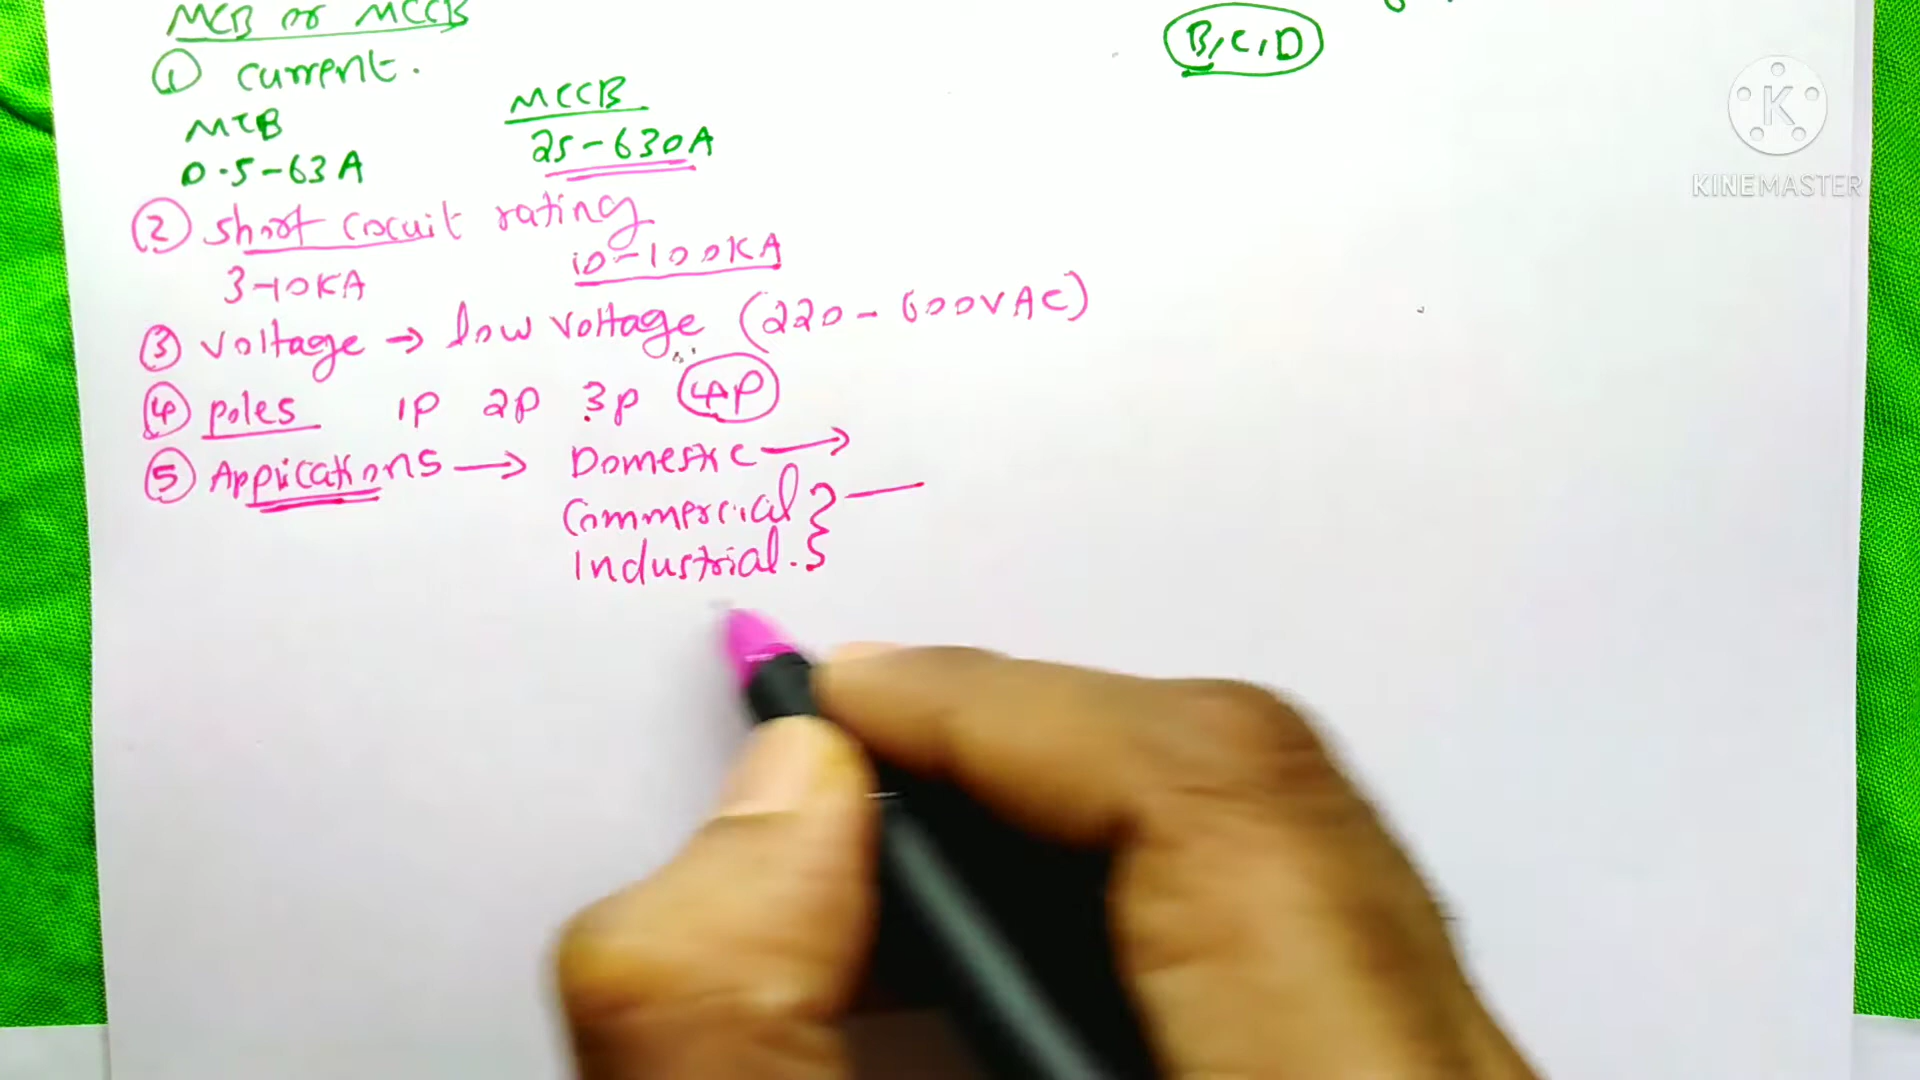 MCB or MCCB
B, C, D
① current.
MCB MCCB
0.5-63A 25-630A
② short cocuit rating
3-10KA 10-100KA
③ voltage → low voltage (220-600VAC)
④ poles 1P 2P 3P 4P
⑤ Applications → Domestic →
Commercial
Industrial.
K
KINEMASTER